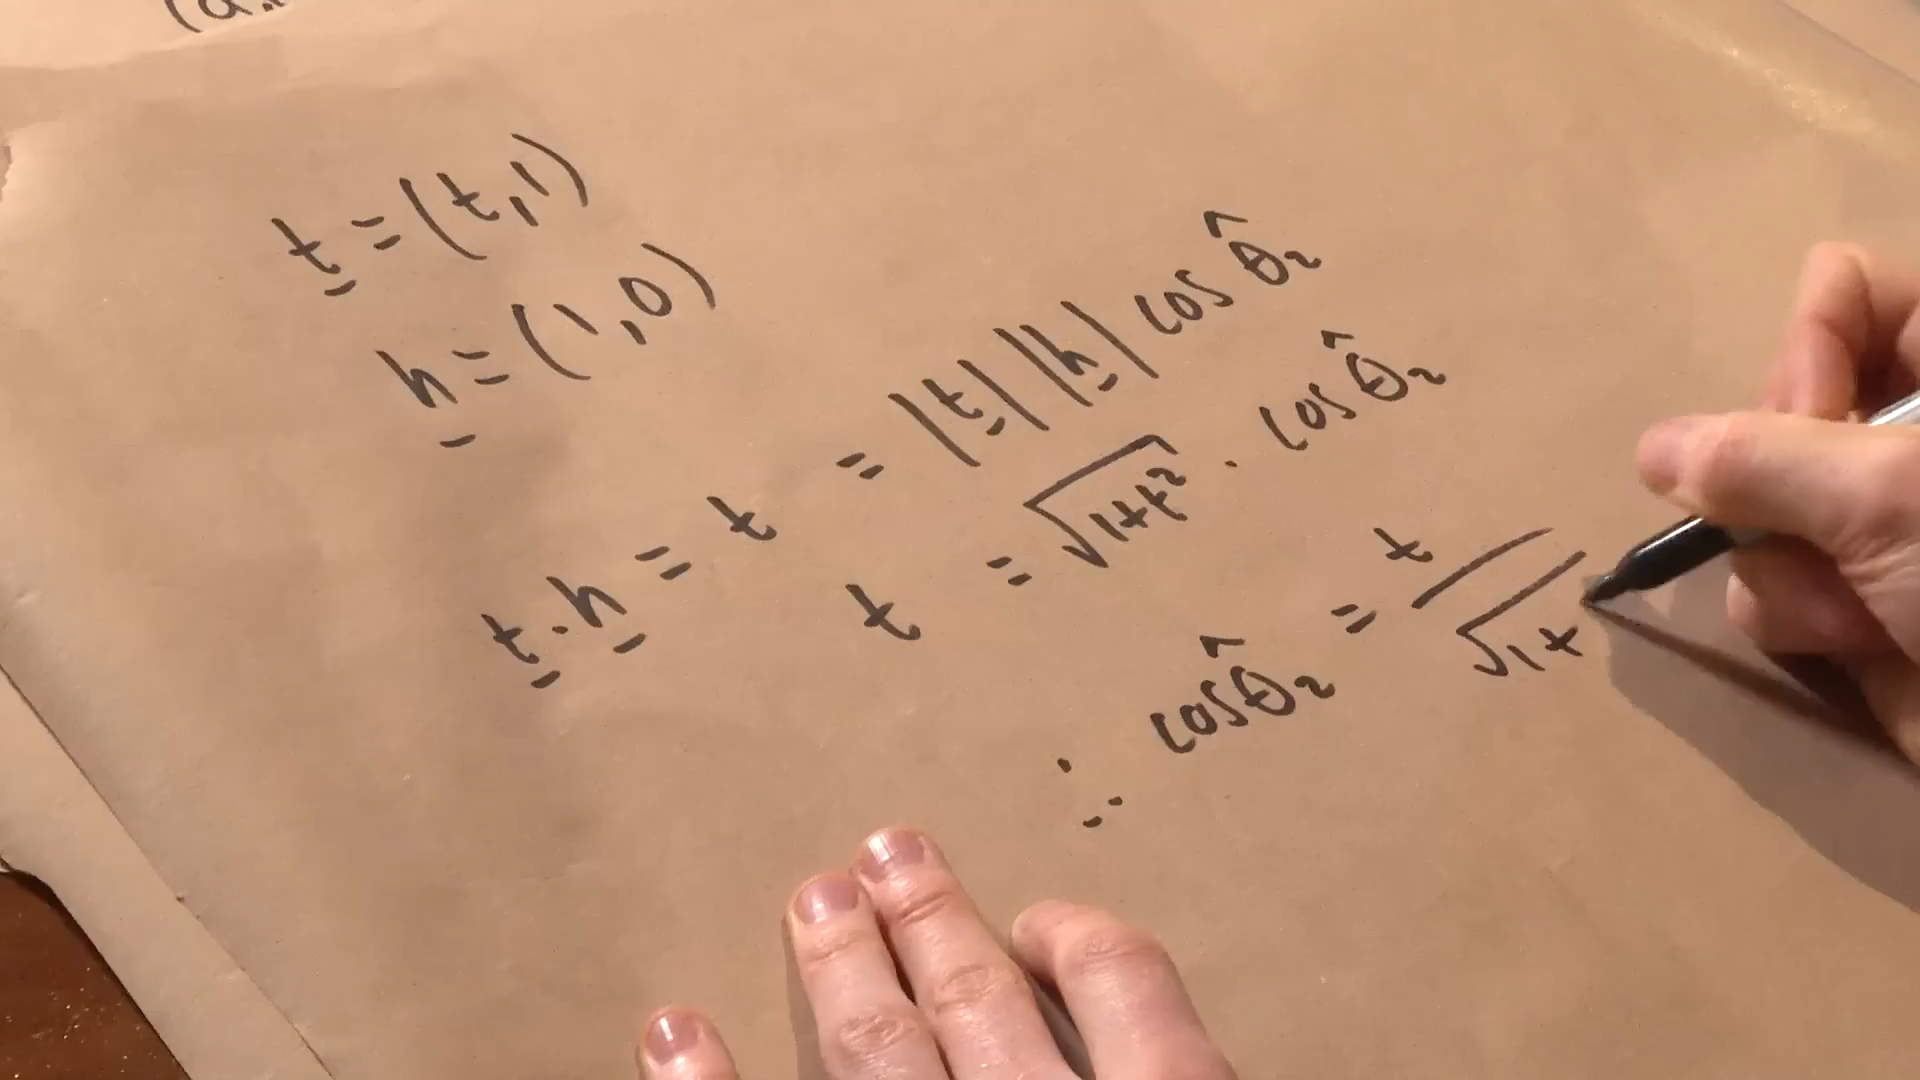 (a,
t = (t,1)
h = (1,0)
t·h = t = |t||h| cos θ̂₂
t = √1+t² · cos θ̂₂
∴ cos θ̂₂ = t/√1+